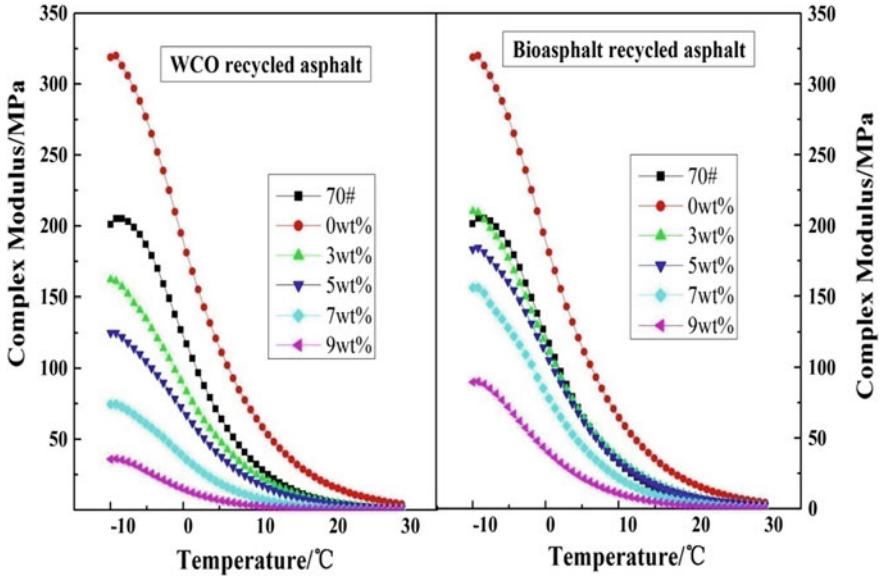 350
300
250
200
150
100
50
Complex Modulus/MPa
WCO recycled asphalt
70#
0wt%
3wt%
5wt%
7wt%
9wt%
-10
0
10
20
30
Temperature/℃
Bioasphalt recycled asphalt
70#
0wt%
3wt%
5wt%
7wt%
9wt%
-10
0
10
20
30
Temperature/℃
350
300
250
200
150
100
50
0
Complex Modulus/MPa